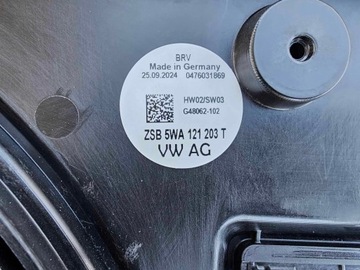 BRV
Made in Germany
25.09.2024 0476031869
HW02/SW03
G48062-102
ZSB 5WA 121 203 T
VW AG